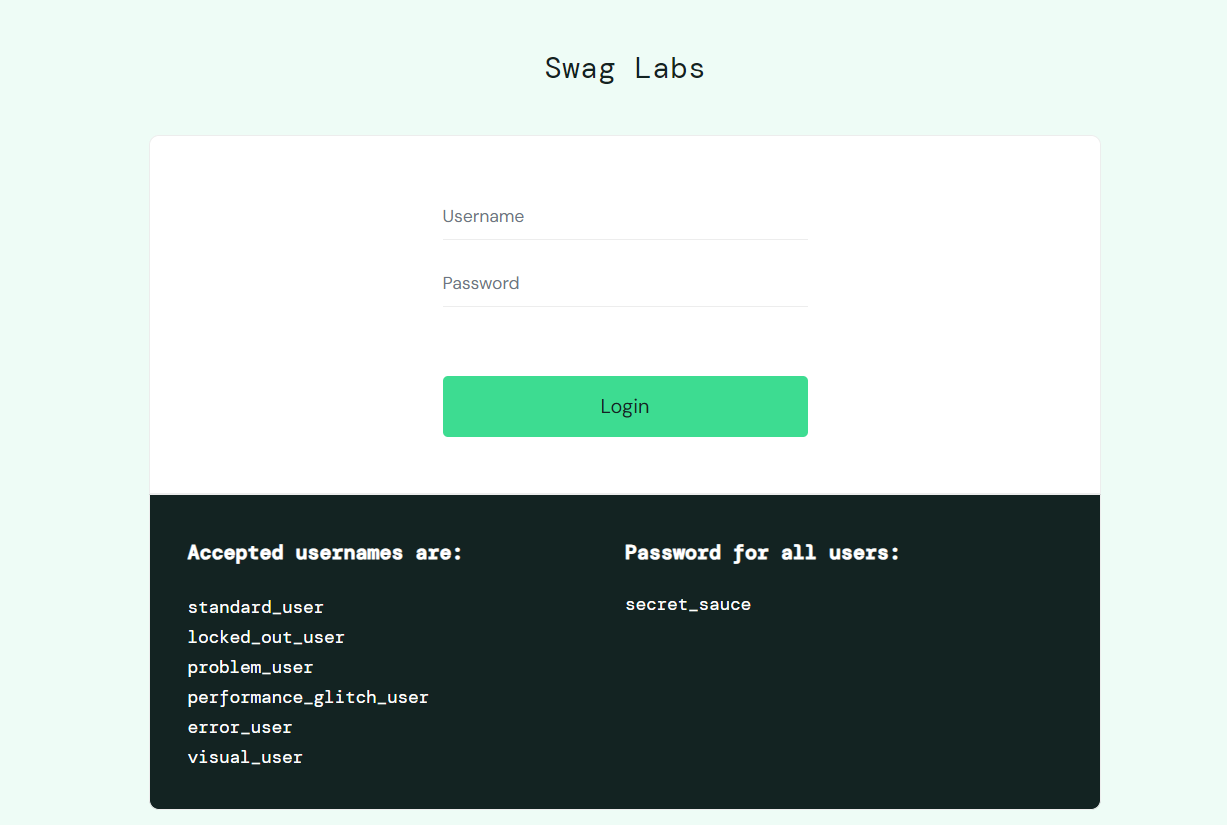 Swag Labs
Username
Password
Login
Accepted usernames are:
standard_user
locked_out_user
problem_user
performance_glitch_user
error_user
visual_user
Password for all users:
secret_sauce